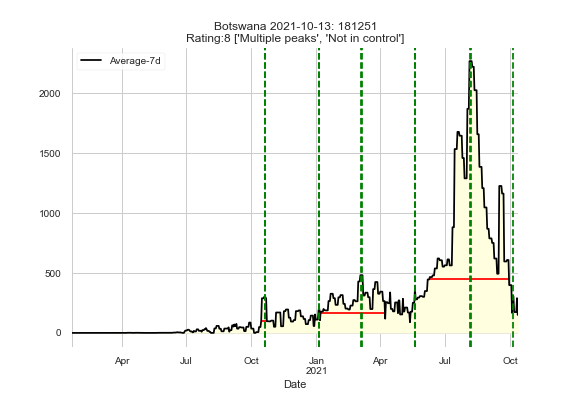 Botswana 2021-10-13: 181251
Rating:8 ['Multiple peaks', 'Not in control']
Average-7d
2000
1500
1000
500
0
Apr Jul Oct Jan Apr Jul Oct
2021
Date